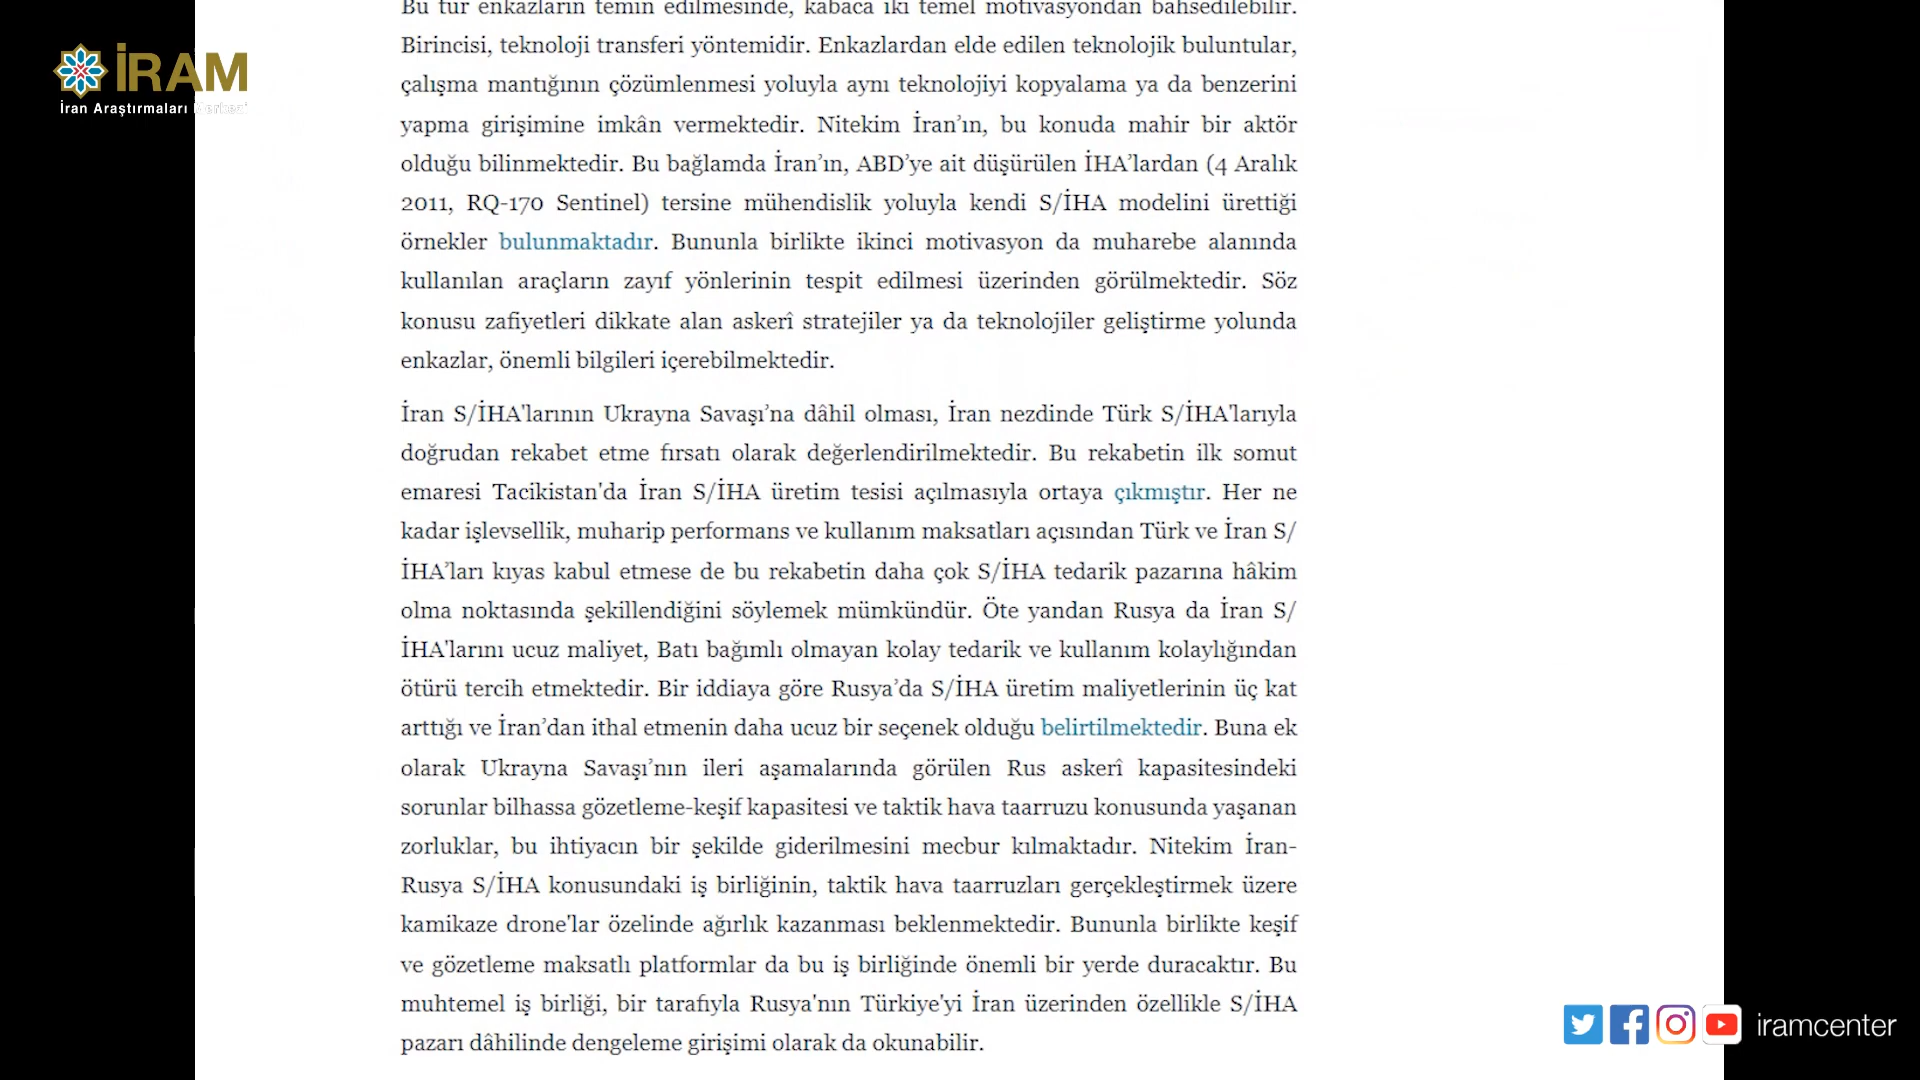 Bu tür enkazların temin edilmesinde, kabaca iki temel motivasyondan bahsedilebilir.
Birincisi, teknoloji transferi yöntemidir. Enkazlardan elde edilen teknolojik buluntular,
çalışma mantığının çözümlenmesi yoluyla aynı teknolojiyi kopyalama ya da benzerini
yapma girişimine imkân vermektedir. Nitekim İran’ın, bu konuda mahir bir aktör
olduğu bilinmektedir. Bu bağlamda İran’ın, ABD’ye ait düşürülen İHA’lardan (4 Aralık
2011, RQ-170 Sentinel) tersine mühendislik yoluyla kendi S/İHA modelini ürettiği
örnekler bulunmaktadır. Bununla birlikte ikinci motivasyon da muharebe alanında
kullanılan araçların zayıf yönlerinin tespit edilmesi üzerinden görülmektedir. Söz
konusu zafiyetleri dikkate alan askerî stratejiler ya da teknolojiler geliştirme yolunda
enkazlar, önemli bilgileri içerebilmektedir.
İran S/İHA'larının Ukrayna Savaşı’na dâhil olması, İran nezdinde Türk S/İHA'larıyla
doğrudan rekabet etme fırsatı olarak değerlendirilmektedir. Bu rekabetin ilk somut
emaresi Tacikistan'da İran S/İHA üretim tesisi açılmasıyla ortaya çıkmıştır. Her ne
kadar işlevsellik, muharip performans ve kullanım maksatları açısından Türk ve İran S/
İHA’ları kıyas kabul etmese de bu rekabetin daha çok S/İHA tedarik pazarına hâkim
olma noktasında şekillendiğini söylemek mümkündür. Öte yandan Rusya da İran S/
İHA'larını ucuz maliyet, Batı bağımlı olmayan kolay tedarik ve kullanım kolaylığından
ötürü tercih etmektedir. Bir iddiaya göre Rusya’da S/İHA üretim maliyetlerinin üç kat
arttığı ve İran’dan ithal etmenin daha ucuz bir seçenek olduğu belirtilmektedir. Buna ek
olarak Ukrayna Savaşı’nın ileri aşamalarında görülen Rus askerî kapasitesindeki
sorunlar bilhassa gözetleme-keşif kapasitesi ve taktik hava taarruzu konusunda yaşanan
zorluklar, bu ihtiyacın bir şekilde giderilmesini mecbur kılmaktadır. Nitekim İran-
Rusya S/İHA konusundaki iş birliğinin, taktik hava taarruzları gerçekleştirmek üzere
kamikaze drone'lar özelinde ağırlık kazanması beklenmektedir. Bununla birlikte keşif
ve gözetleme maksatlı platformlar da bu iş birliğinde önemli bir yerde duracaktır. Bu
muhtemel iş birliği, bir tarafıyla Rusya'nın Türkiye'yi İran üzerinden özellikle S/İHA
pazarı dâhilinde dengeleme girişimi olarak da okunabilir.
İRAM
İran Araştırmaları Merkezi
iramcenter